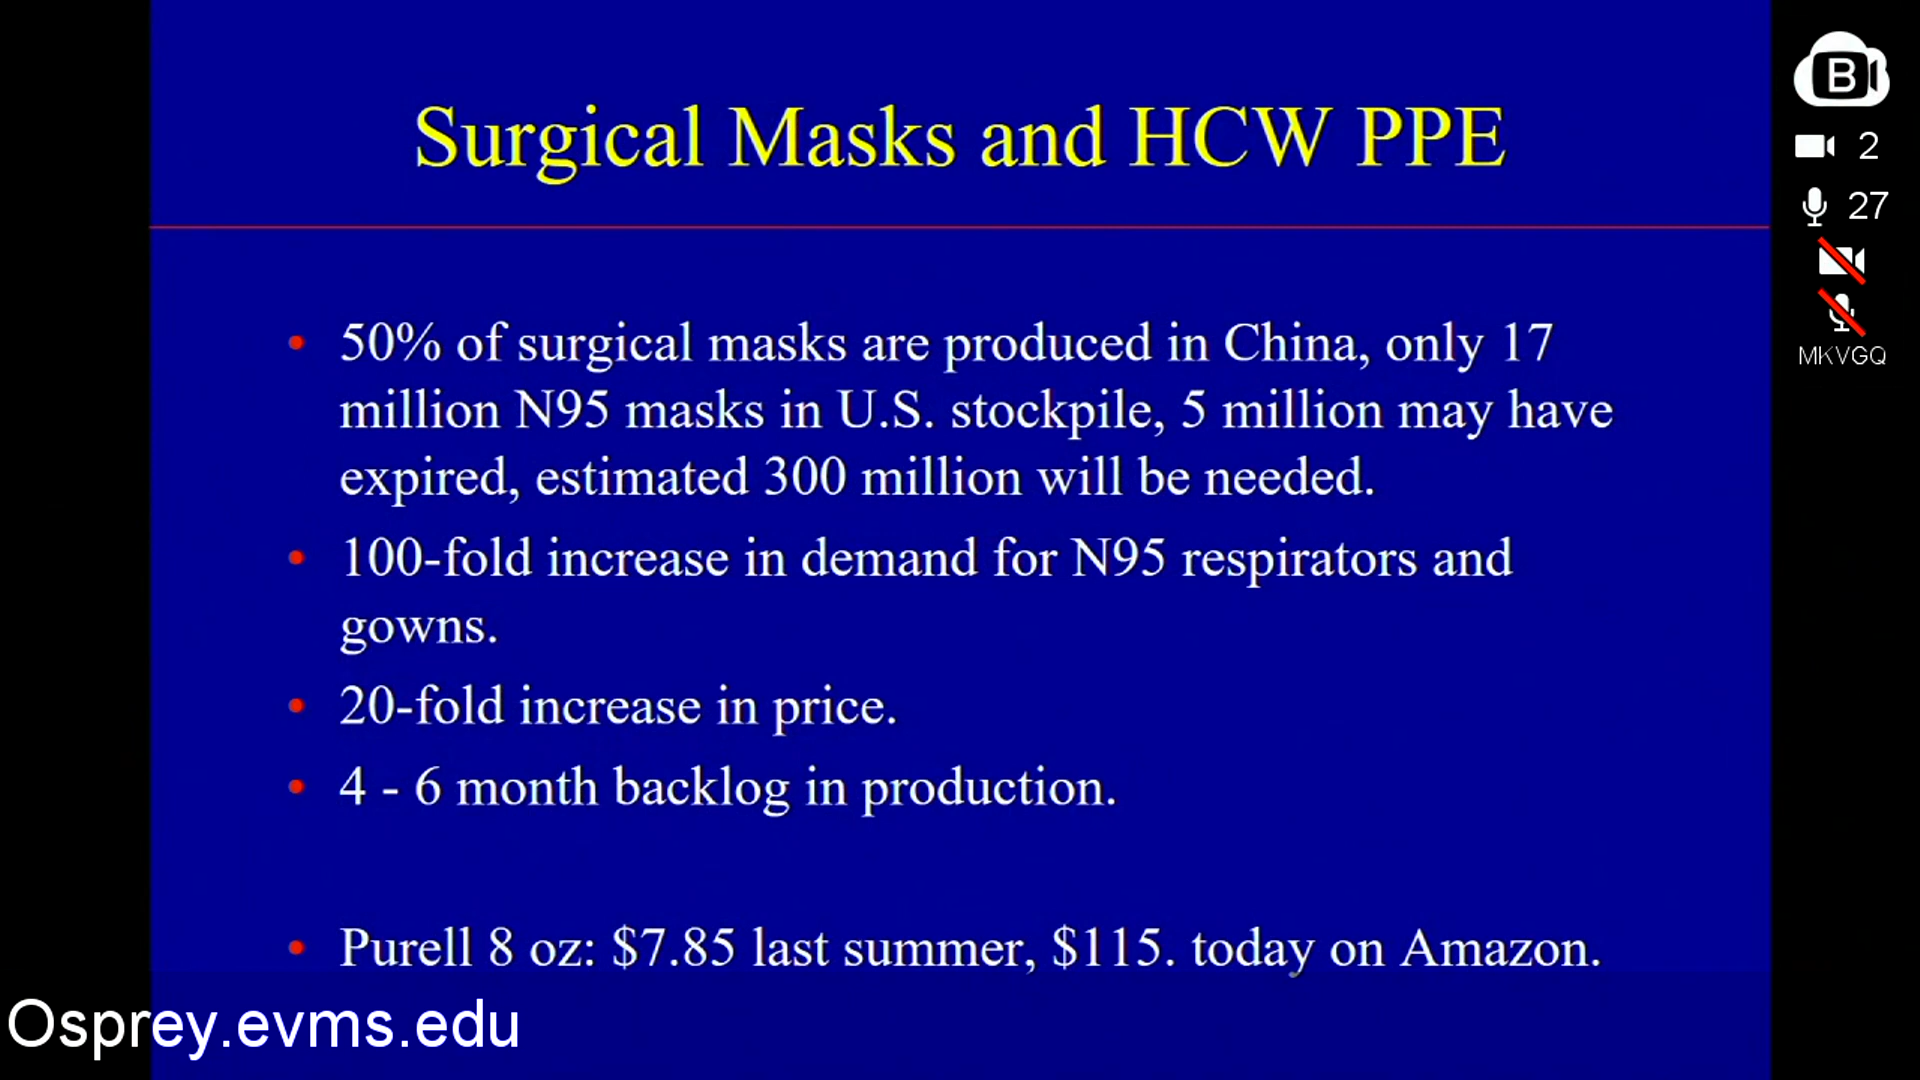 Surgical Masks and HCW PPE
• 50% of surgical masks are produced in China, only 17
million N95 masks in U.S. stockpile, 5 million may have
expired, estimated 300 million will be needed.
• 100-fold increase in demand for N95 respirators and
gowns.
• 20-fold increase in price.
• 4 - 6 month backlog in production.
• Purell 8 oz: $7.85 last summer, $115. today on Amazon.
Osprey.evms.edu
B
2
27
MKVGQ